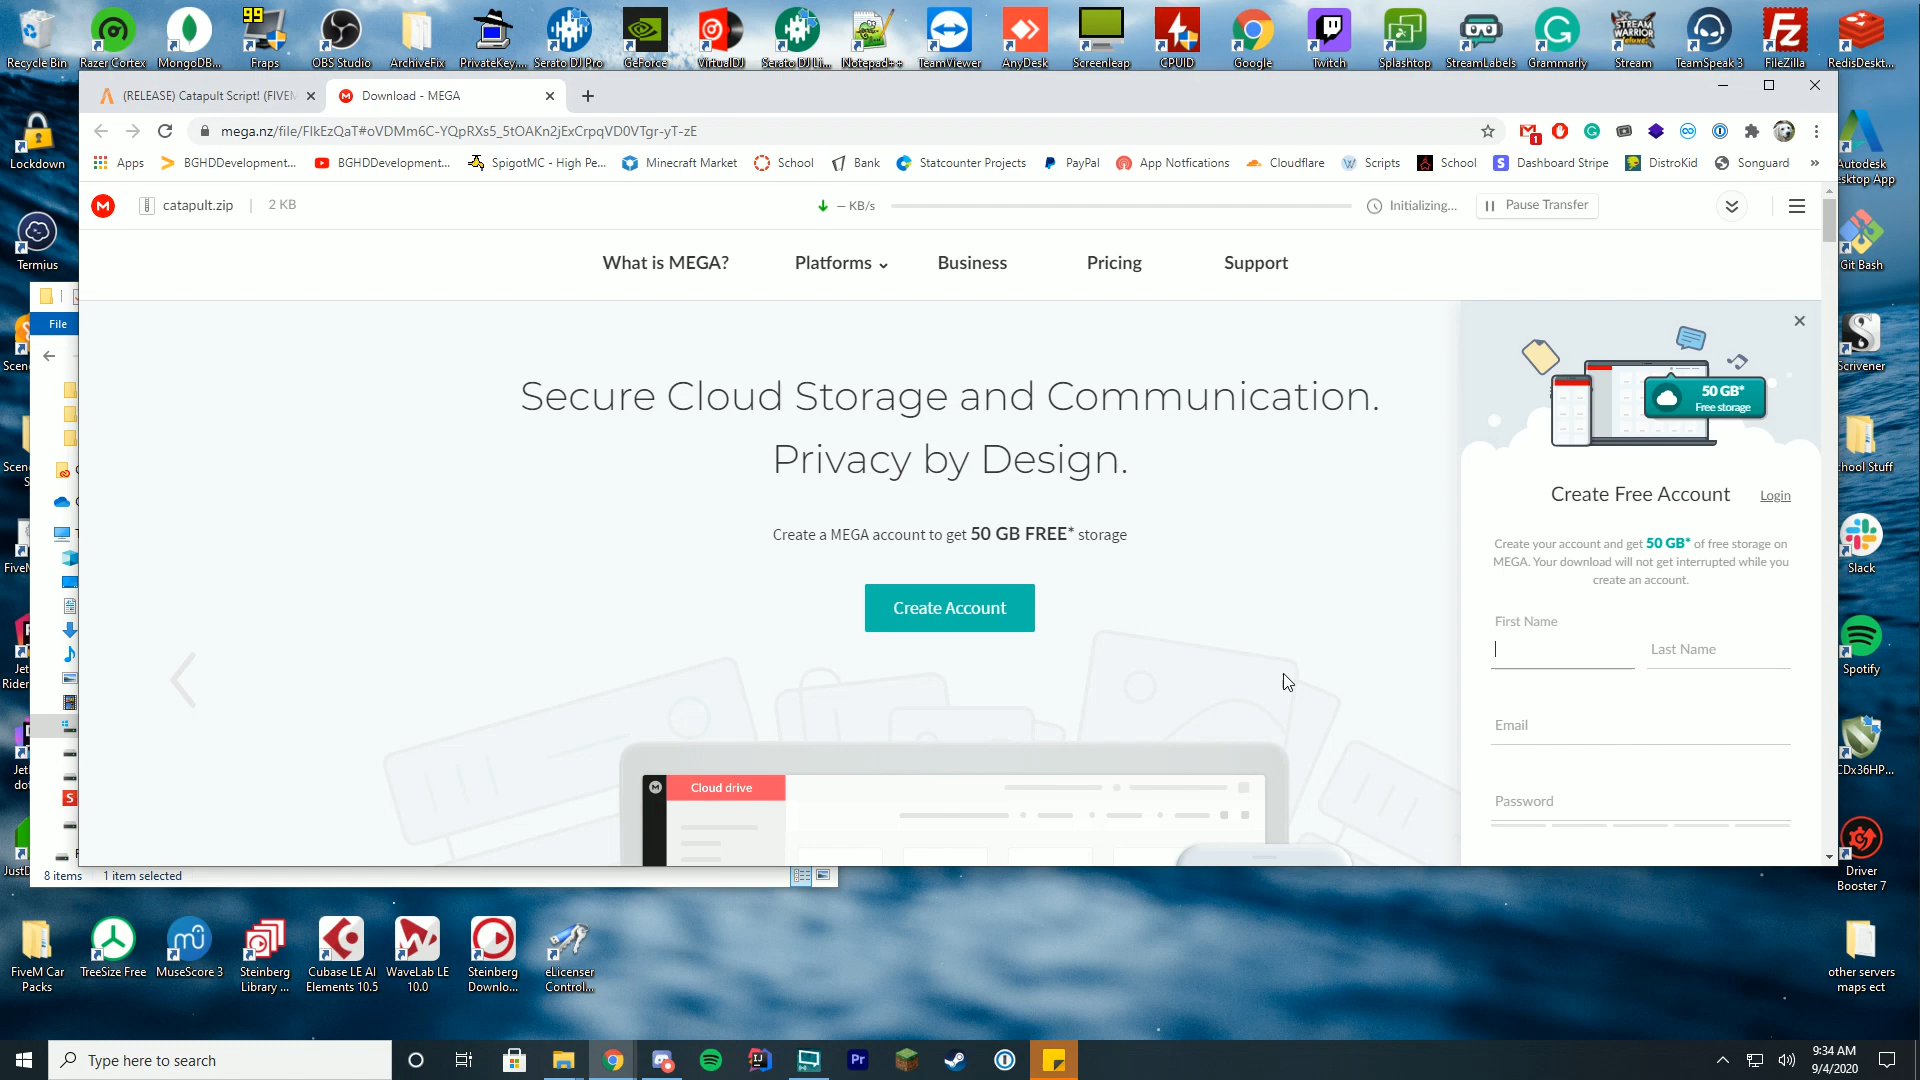 Recycle Bin
Razer Cortex
MongoDB...
99
Fraps
OBS Studio
ArchiveFix
PrivateKey....
Serato DJ Pro
GeForce
VirtualDJ
Serato DJ Li...
Notepad++
TeamViewer
AnyDesk
Screenleap
CPUID
Google
Twitch
Splashtop
StreamLabels
Grammarly
Stream
TeamSpeak 3
FileZilla
RedisDeskt...
(RELEASE) Catapult Script! (FIVEM
Download - MEGA
mega.nz/file/FIkEzQaT#oVDMm6C-YQpRXs5_5tOAKn2jExCrpqVD0VTgr-yT-zE
Apps
BGHDDevelopment...
BGHDDevelopment...
SpigotMC - High Pe...
Minecraft Market
School
Bank
Statcounter Projects
PayPal
App Notfications
Cloudflare
Scripts
School
Dashboard Stripe
DistroKid
Songuard
catapult.zip
2 KB
– KB/s
Initializing...
Pause Transfer
What is MEGA?
Platforms
Business
Pricing
Support
Secure Cloud Storage and Communication.
Privacy by Design.
Create a MEGA account to get 50 GB FREE* storage
Create Account
Cloud drive
50 GB*
Free storage
Create Free Account
Login
Create your account and get 50 GB* of free storage on
MEGA. Your download will not get interrupted while you
create an account.
First Name
Last Name
Email
Password
Lockdown
Termius
File
Rider
8 items
1 item selected
Autodesk
Git Bash
Scrivener
Slack
Spotify
CDx36HP...
Driver
Booster 7
other servers
maps ect
FiveM Car
Packs
TreeSize Free
MuseScore 3
Steinberg
Library ...
Cubase LE AI
Elements 10.5
WaveLab LE
10.0
Steinberg
Downlo...
eLicenser
Control...
Type here to search
9:34 AM
9/4/2020